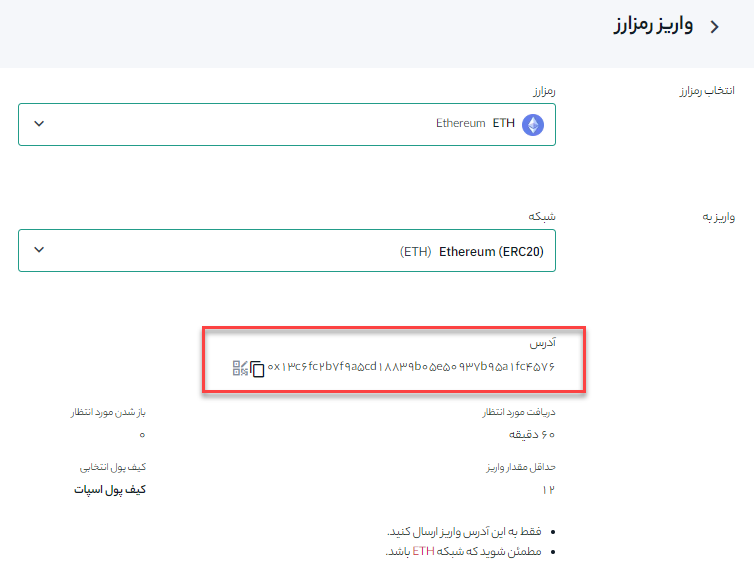 واریز رمزارز
انتخاب رمزارز
رمزارز
ETH Ethereum
واریز به
شبکه
Ethereum (ERC20) (ETH)
آدرس
۰x۱۳c۶fc۲b۷f۹a۵cd۱۸۸۳۹b۰۵e۵۰۹۳۷b۹۵a۱fc۴۵۷۶
دریافت مورد انتظار
باز شدن مورد انتظار
۶۰ دقیقه
۰
حداقل مقدار واریز
کیف پول انتخابی
۱۲
کیف پول اسپات
• فقط به این آدرس واریز ارسال کنید.
• مطمئن شوید که شبکه ETH باشد.